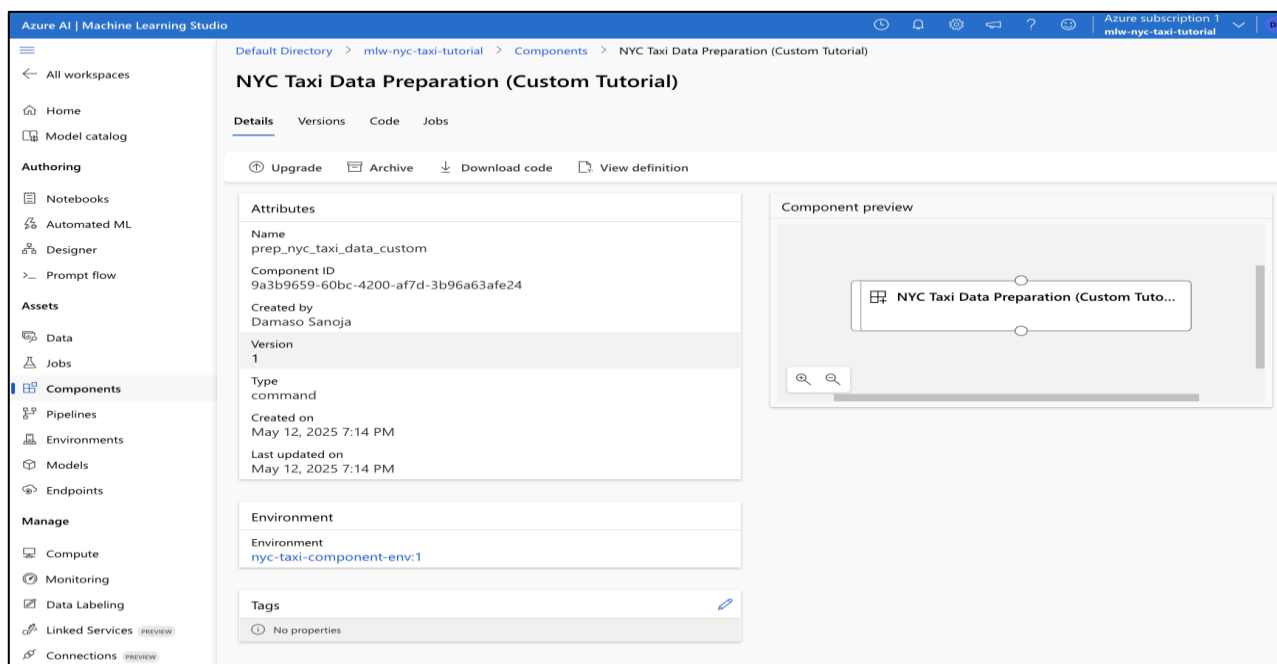 Azure AI | Machine Learning Studio
Azure subscription 1
mlw-nyc-taxi-tutorial
All workspaces
Home
Model catalog
Authoring
Notebooks
Automated ML
Designer
Prompt flow
Assets
Data
Jobs
Components
Pipelines
Environments
Models
Endpoints
Manage
Compute
Monitoring
Data Labeling
Linked Services PREVIEW
Connections PREVIEW
Default Directory > mlw-nyc-taxi-tutorial > Components > NYC Taxi Data Preparation (Custom Tutorial)
NYC Taxi Data Preparation (Custom Tutorial)
Details Versions Code Jobs
Upgrade Archive Download code View definition
Attributes
Name
prep_nyc_taxi_data_custom
Component ID
9a3b9659-60bc-4200-af7d-3b96a63afe24
Created by
Damaso Sanoja
Version
1
Type
command
Created on
May 12, 2025 7:14 PM
Last updated on
May 12, 2025 7:14 PM
Environment
Environment
nyc-taxi-component-env:1
Tags
No properties
Component preview
NYC Taxi Data Preparation (Custom Tuto...